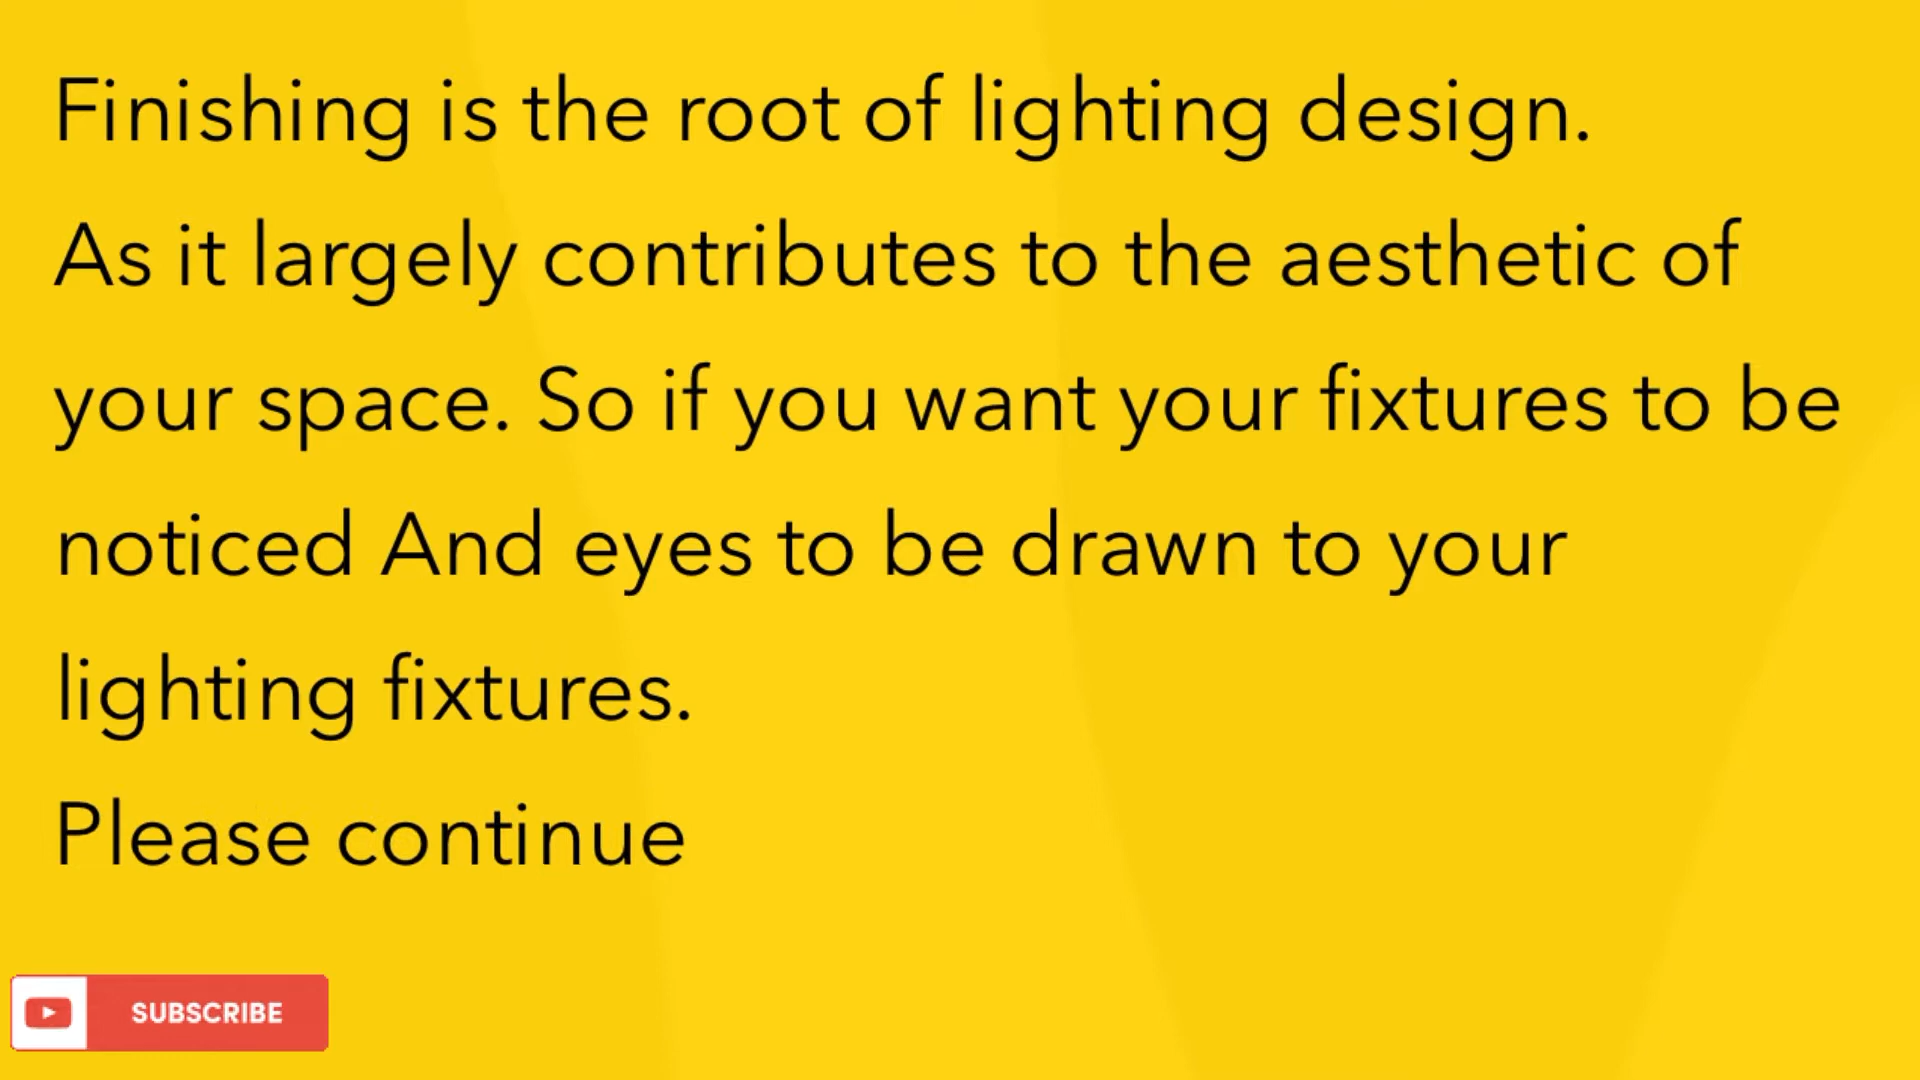 Finishing is the root of lighting design.
As it largely contributes to the aesthetic of
your space. So if you want your fixtures to be
noticed And eyes to be drawn to your
lighting fixtures.
Please continue
SUBSCRIBE